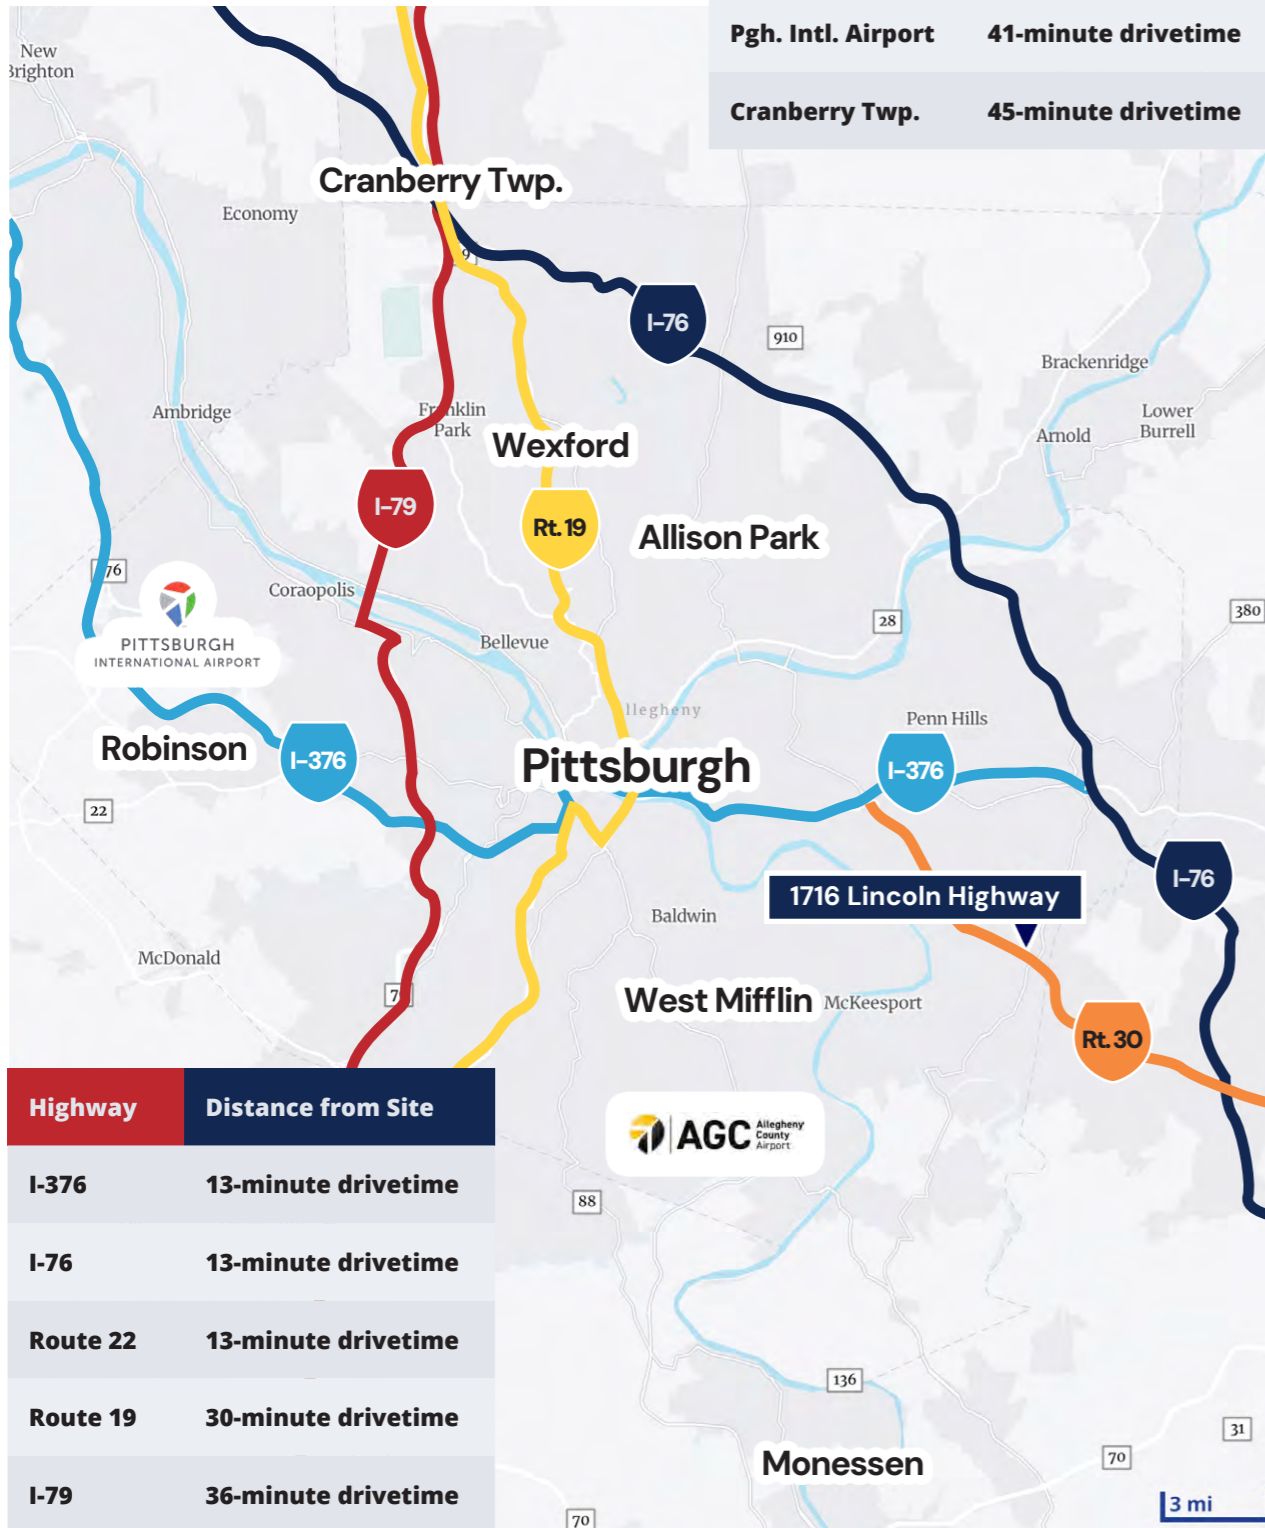 Pgh. Intl. Airport 41-minute drivetime
Cranberry Twp. 45-minute drivetime
New
Brighton
Cranberry Twp.
Economy
I-76
910
Brackenridge
Ambridge
Franklin
Park
Lower
Burrell
Arnold
Wexford
I-79
Rt. 19
Allison Park
76
Coraopolis
380
28
PITTSBURGH
INTERNATIONAL AIRPORT
Bellevue
llegheny
Penn Hills
Robinson
I-376
Pittsburgh
I-376
22
I-76
1716 Lincoln Highway
Baldwin
McDonald
7
West Mifflin
McKeesport
Rt. 30
AGC Allegheny
County
Airport
88
136
31
70
Monessen
3 mi
70
Highway Distance from Site
I-376 13-minute drivetime
I-76 13-minute drivetime
Route 22 13-minute drivetime
Route 19 30-minute drivetime
I-79 36-minute drivetime